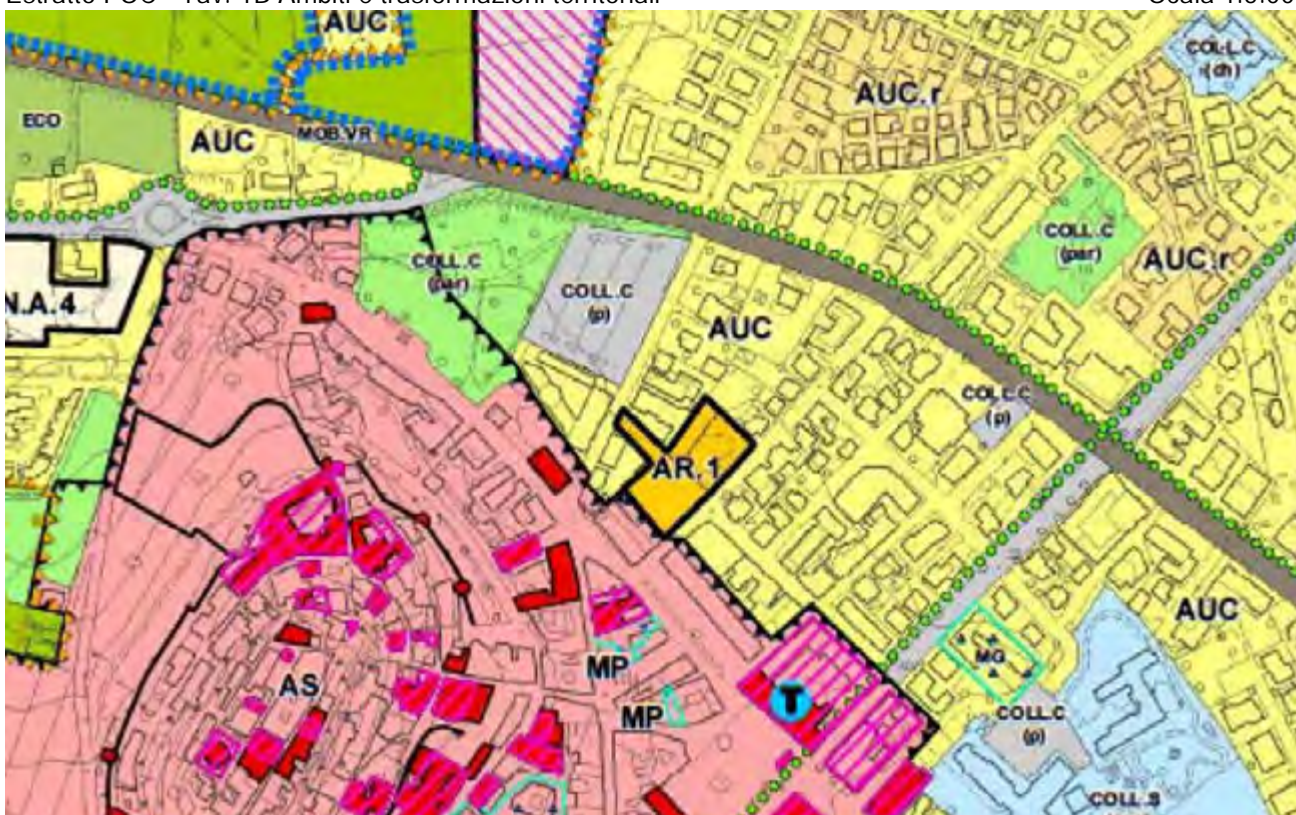 AUC
COLL.C
(dh)
AUC.r
ECO
AUC
MOB.VR
COLL.C
(par)
AUC.r
COLL.C
(par)
N.A.4
COLL.C
(p)
AUC
COLL.C
(p)
AR.1
AUC
MG
MP
AS
T
MP
COLL.C
(p)
COLL.S